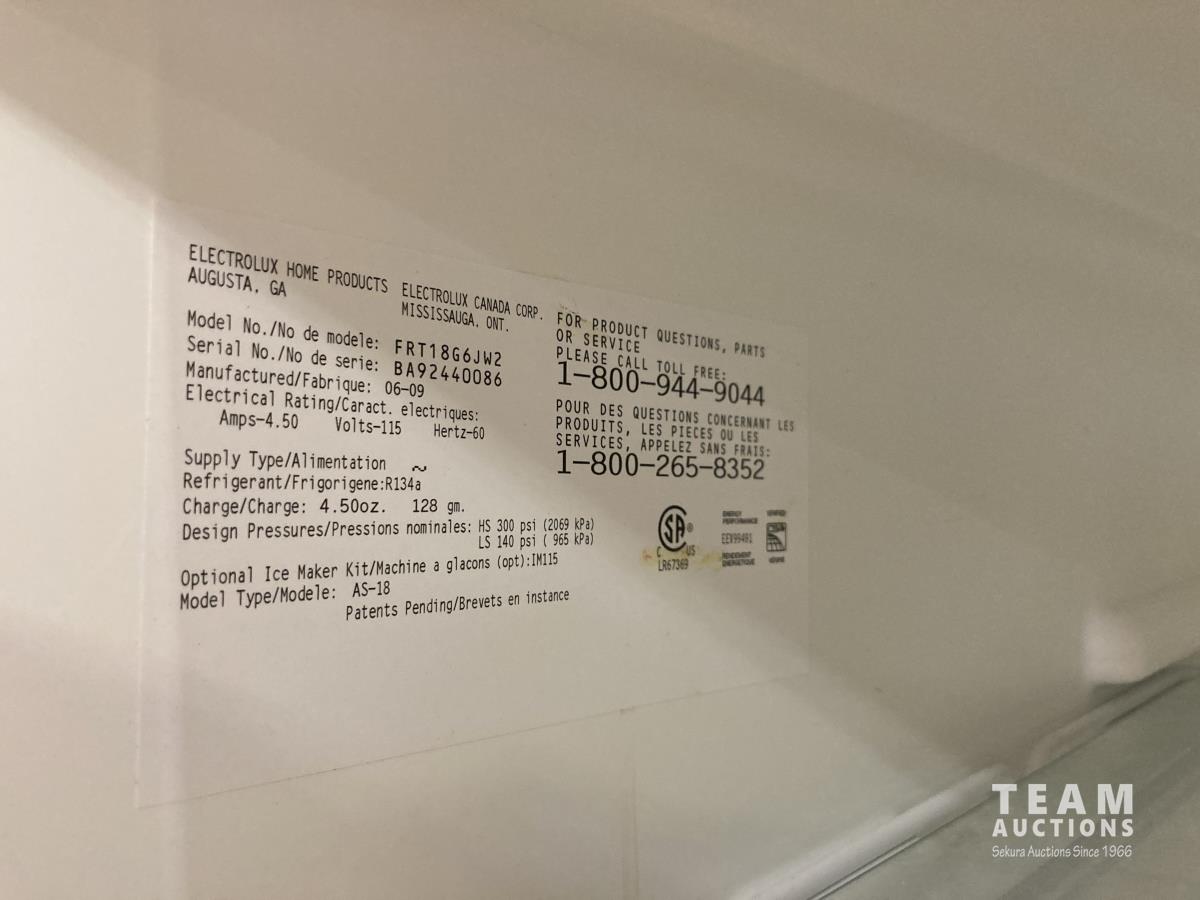 ELECTROLUX HOME PRODUCTS
AUGUSTA, GA
ELECTROLUX CANADA CORP.
MISSISSAUGA, ONT.
Model No./No de modele: FRT18G6JW2
Serial No./No de serie: BA92440086
Manufactured/Fabrique: 06-09
Electrical Rating/Caract. electriques:
Amps-4.50 Volts-115 Hertz-60
Supply Type/Alimentation ~
Refrigerant/Frigorigene:R134a
Charge/Charge: 4.50oz. 128 gm.
Design Pressures/Pressions nominales: HS 300 psi (2069 kPa)
LS 140 psi ( 965 kPa)
Optional Ice Maker Kit/Machine a glacons (opt):IM115
Model Type/Modele: AS-18
Patents Pending/Brevets en instance
FOR PRODUCT QUESTIONS, PARTS
OR SERVICE
PLEASE CALL TOLL FREE:
1-800-944-9044
POUR DES QUESTIONS CONCERNANT LES
PRODUITS, LES PIECES OU LES
SERVICES, APPELEZ SANS FRAIS:
1-800-265-8352
SA ®
C US
LR67369
ENERGY
PERFORMANCE
EEV99481
RENDEMENT
ENERGETIQUE
VERIFIED
TEAM
AUCTIONS
Sekura Auctions Since 1966